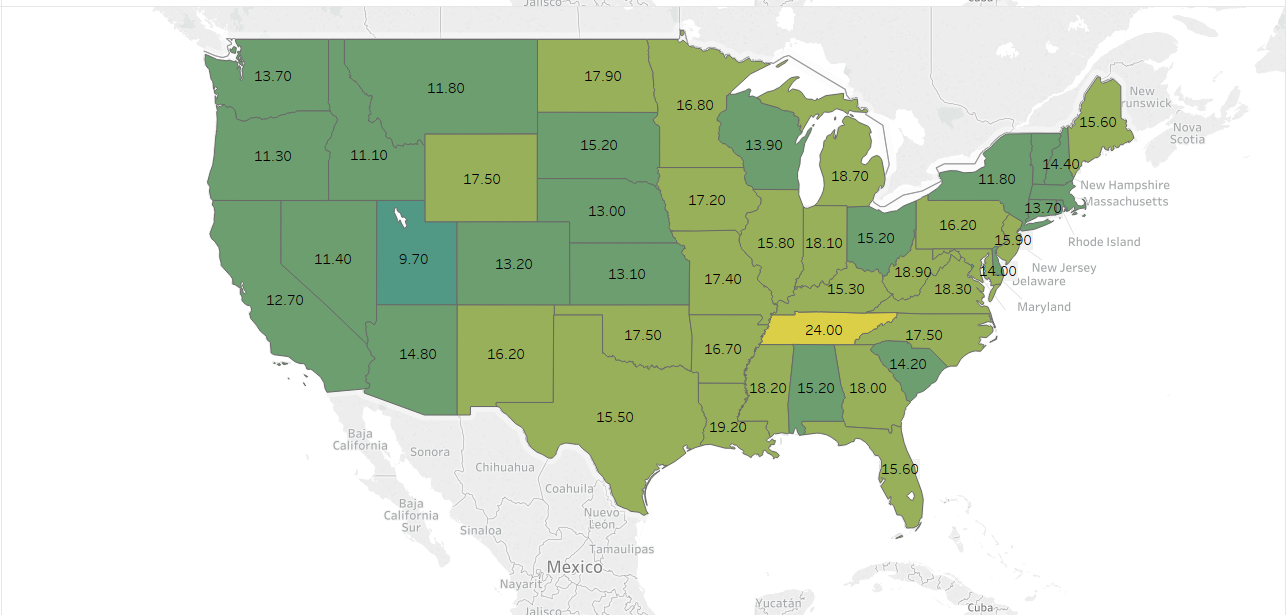 Jalisco
Cuba
13.70
11.80
17.90
16.80
New
runswick
15.60
Nova
Scotia
11.30
11.10
15.20
13.90
14.40
17.50
18.70
11.80
New Hampshire
Massachusetts
13.00
17.20
13.70
Rhode Island
11.40
9.70
13.20
13.10
15.80
18.10
15.20
16.20
15.90
New Jersey
14.00
Delaware
18.90
18.30
Maryland
12.70
17.40
15.30
14.80
16.20
17.50
16.70
24.00
17.50
14.20
15.50
18.20
15.20
18.00
19.20
15.60
Baja
California
Sonora
Chihuahua
Coahuila
Baja
California
Sur
Nuevo
León
Sinaloa
Tamaulipas
Mexico
Nayarit
Jalisco
Yucatán
Cuba